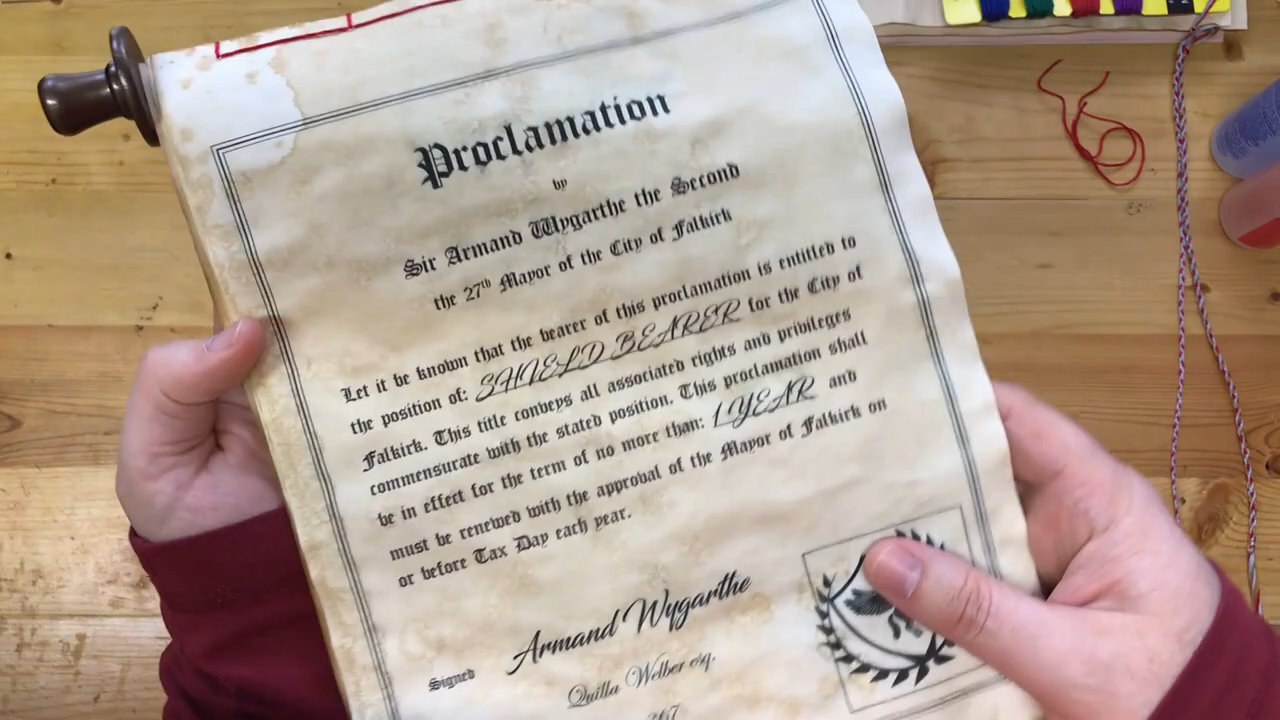 Proclamation
by
Sir Armand Wygarthe the Second
the 27th Mayor of the City of Falkirk
Let it be known that the bearer of this proclamation is entitled to
the position of: SHIELD BEARER for the City of
Falkirk. This title conveys all associated rights and privileges
commensurate with the stated position. This proclamation shall
be in effect for the term of no more than: 1 YEAR and
must be renewed with the approval of the Mayor of Falkirk on
or before Tax Day each year.
Signed Armand Wygarthe
Quilla Welber esq.